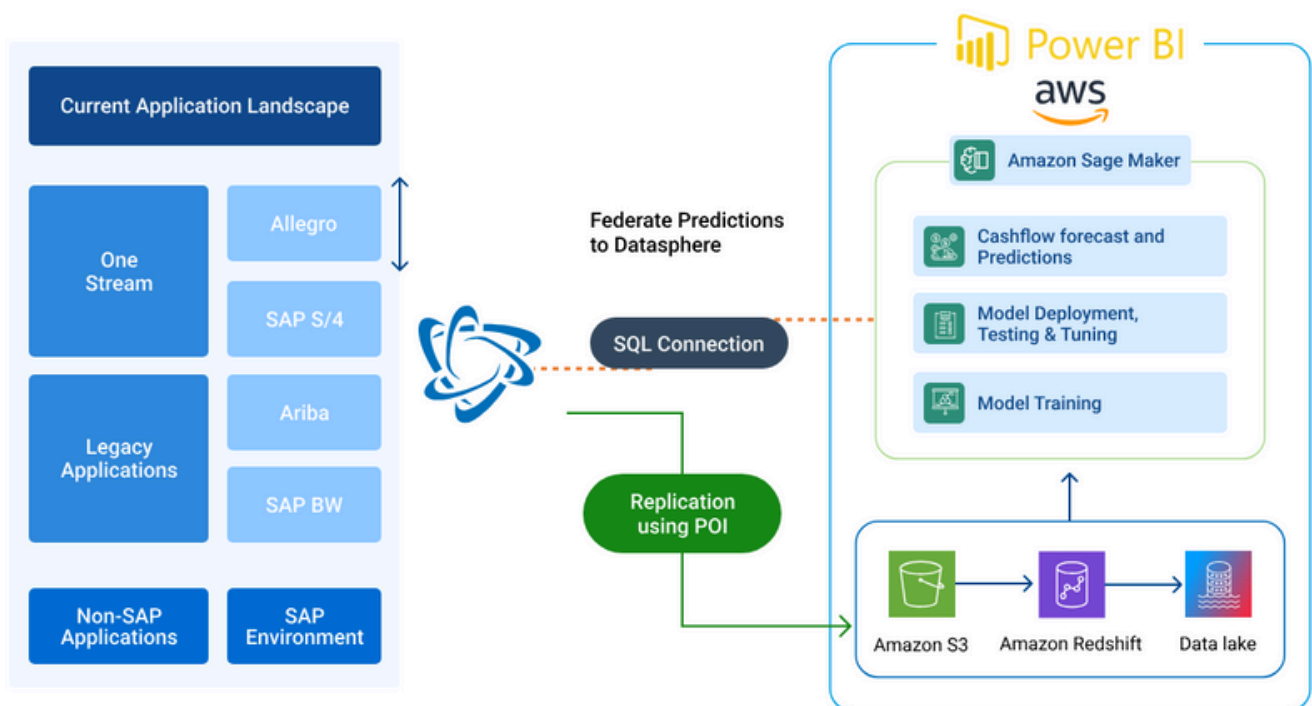 Current Application Landscape
One
Stream
Allegro
SAP S/4
Legacy
Applications
Ariba
SAP BW
Non-SAP
Applications
SAP
Environment
Federate Predictions
to Datasphere
SQL Connection
Replication
using POI
Power BI
aws
Amazon Sage Maker
Cashflow forecast and
Predictions
Model Deployment,
Testing & Tuning
Model Training
Amazon S3
Amazon Redshift
Data lake